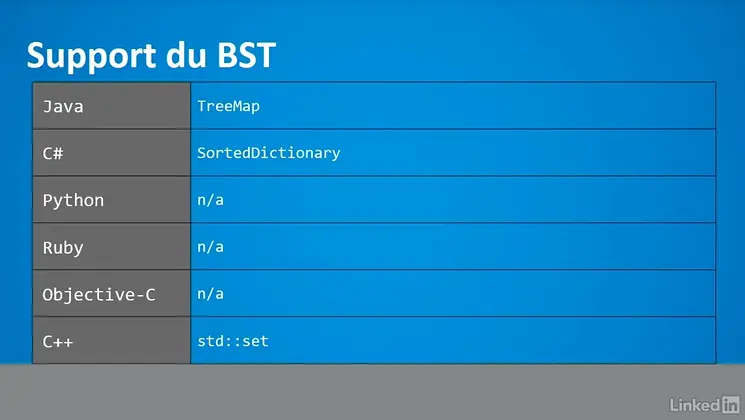 Support du BST
Java TreeMap
C# SortedDictionary
Python n/a
Ruby n/a
Objective-C n/a
C++ std::set
LinkedIn